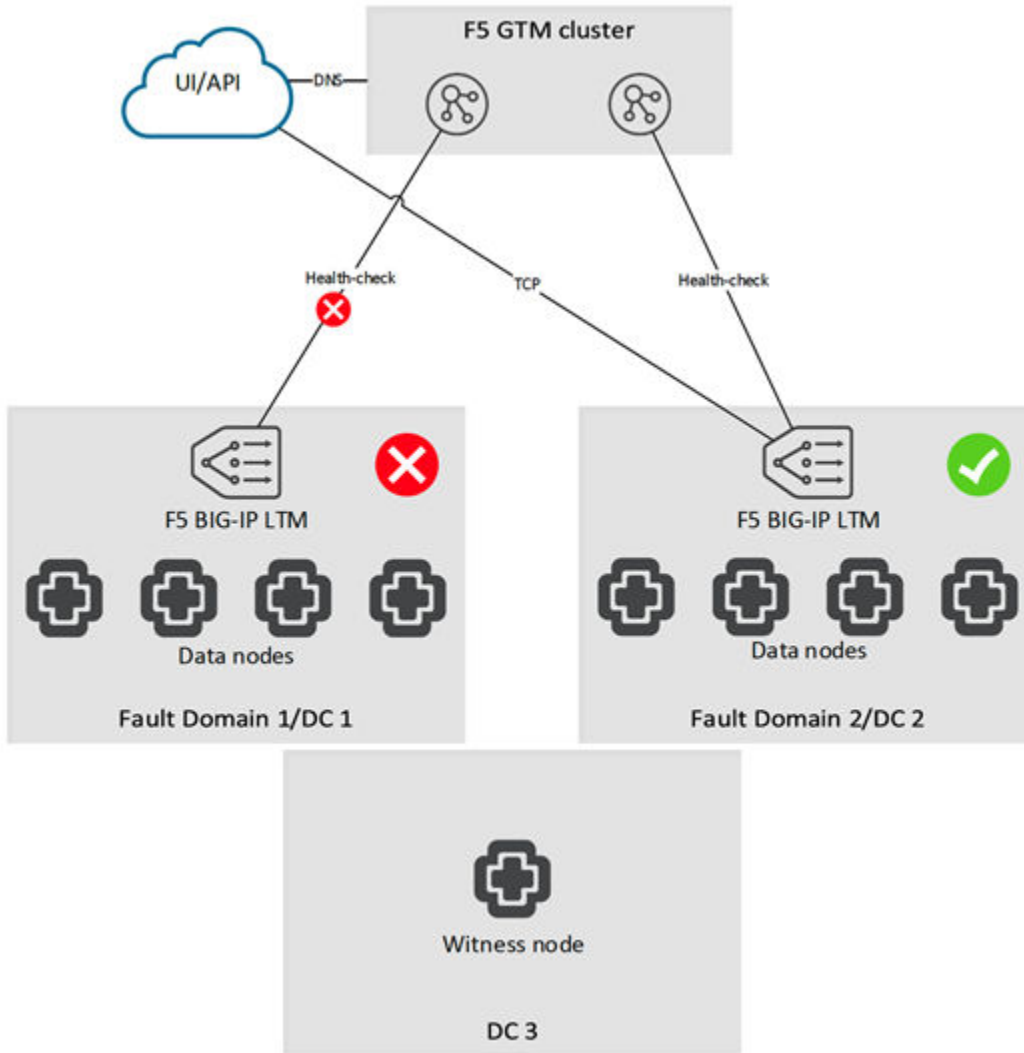 F5 GTM cluster
UI/API
DNS
Health-check
TCP
Health-check
F5 BIG-IP LTM
F5 BIG-IP LTM
Data nodes
Data nodes
Fault Domain 1/DC 1
Fault Domain 2/DC 2
Witness node
DC 3